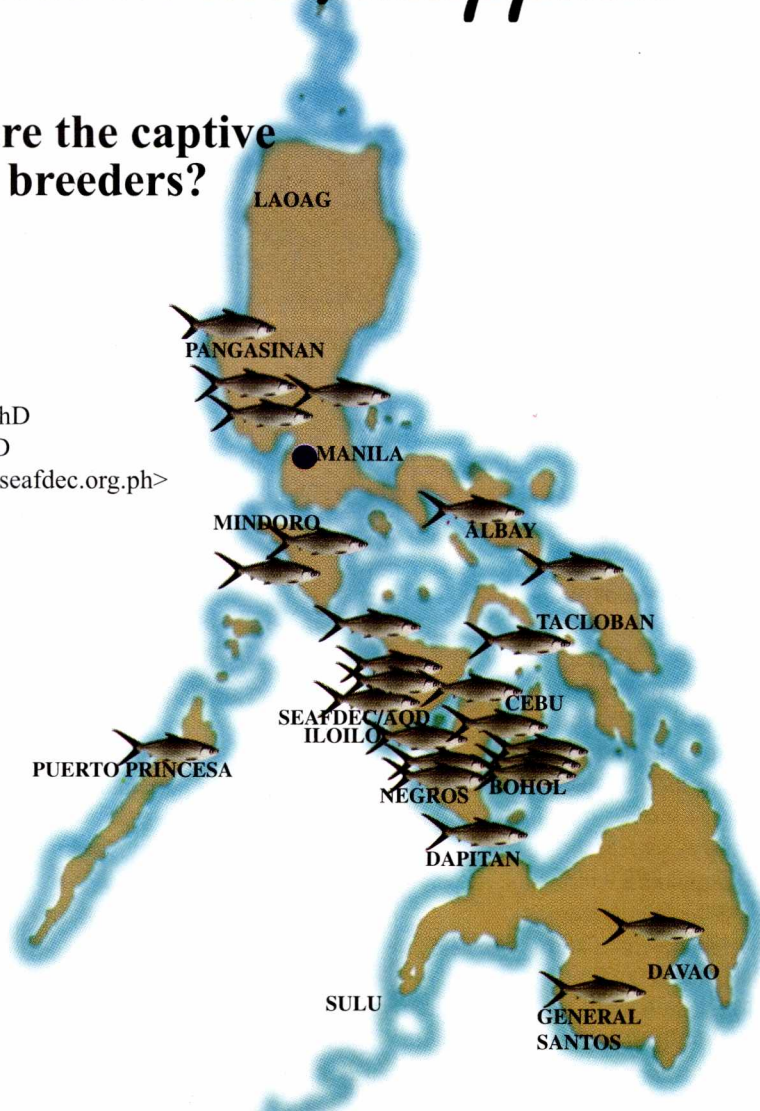 re the captive
breeders?
LAOAG
PANGASINAN
hD
D
MANILA
seafdec.org.ph>
MINDORO
ALBAY
TACLOBAN
CEBU
SEAFDEC/AQD
ILOILO
PUERTO PRINCESA
NEGROS
BOHOL
DAPITAN
DAVAO
SULU
GENERAL
SANTOS